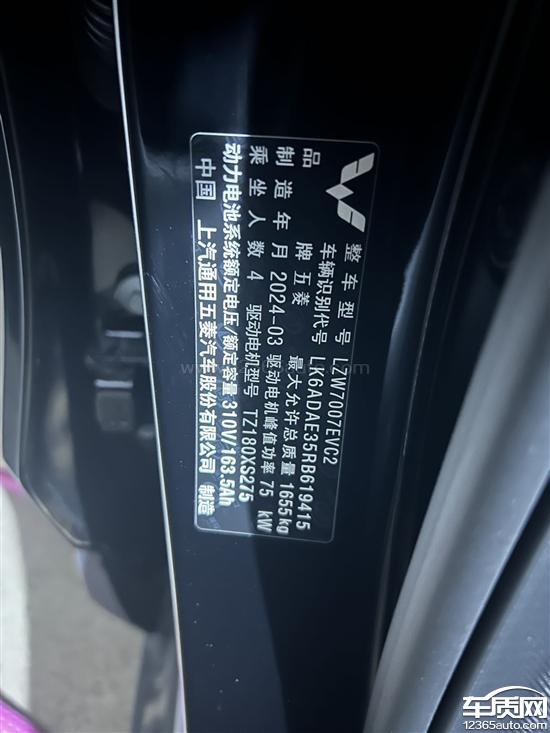 整车型号 LZW7007EVC2
车辆识别代号 LK6ADAE35RB619415
品牌 五菱 最大允许总质量 1655 kg
制造年月 2024-03 驱动电机峰值功率 75 kW
乘坐人数 4 驱动电机型号 TZ180XS275
动力电池系统额定电压/额定容量 310V/163.5Ah
中国 上汽通用五菱汽车股份有限公司 制造
车质网
12365auto.com